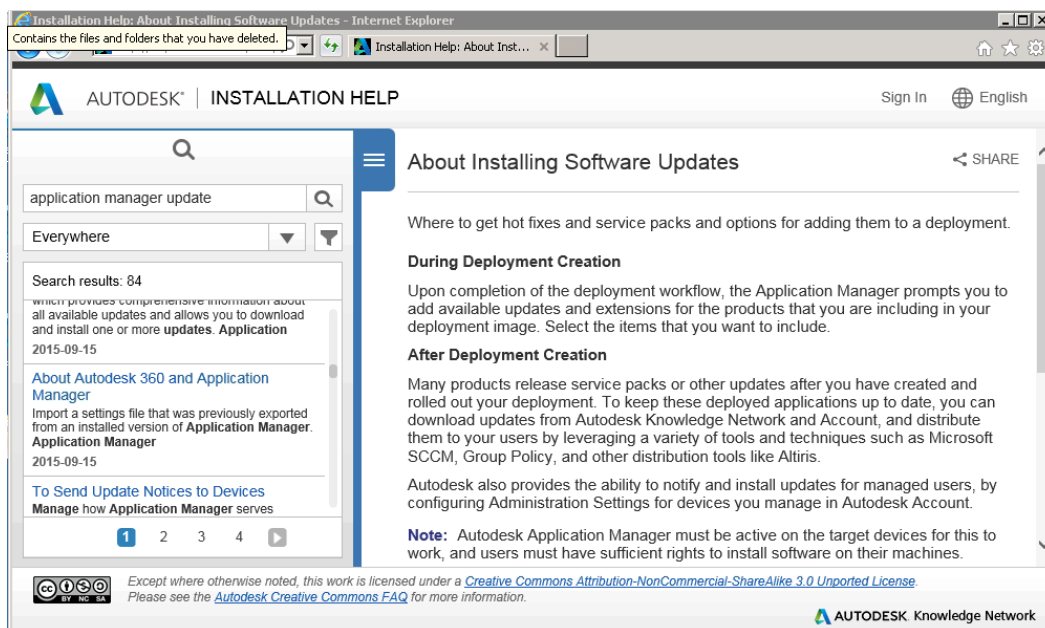 Installation Help: About Installing Software Updates - Internet Explorer
Contains the files and folders that you have deleted.
Installation Help: About Inst...
AUTODESK® INSTALLATION HELP
Sign In
English
application manager update
Everywhere
Search results: 84
which provides comprehensive information about
all available updates and allows you to download
and install one or more updates. Application
2015-09-15
About Autodesk 360 and Application
Manager
Import a settings file that was previously exported
from an installed version of Application Manager.
Application Manager
2015-09-15
To Send Update Notices to Devices
Manage how Application Manager serves
1 2 3 4
About Installing Software Updates
SHARE
Where to get hot fixes and service packs and options for adding them to a deployment.
During Deployment Creation
Upon completion of the deployment workflow, the Application Manager prompts you to
add available updates and extensions for the products that you are including in your
deployment image. Select the items that you want to include.
After Deployment Creation
Many products release service packs or other updates after you have created and
rolled out your deployment. To keep these deployed applications up to date, you can
download updates from Autodesk Knowledge Network and Account, and distribute
them to your users by leveraging a variety of tools and techniques such as Microsoft
SCCM, Group Policy, and other distribution tools like Altiris.
Autodesk also provides the ability to notify and install updates for managed users, by
configuring Administration Settings for devices you manage in Autodesk Account.
Note: Autodesk Application Manager must be active on the target devices for this to
work, and users must have sufficient rights to install software on their machines.
cc
BY NC SA
Except where otherwise noted, this work is licensed under a Creative Commons Attribution-NonCommercial-ShareAlike 3.0 Unported License.
Please see the Autodesk Creative Commons FAQ for more information.
AUTODESK. Knowledge Network